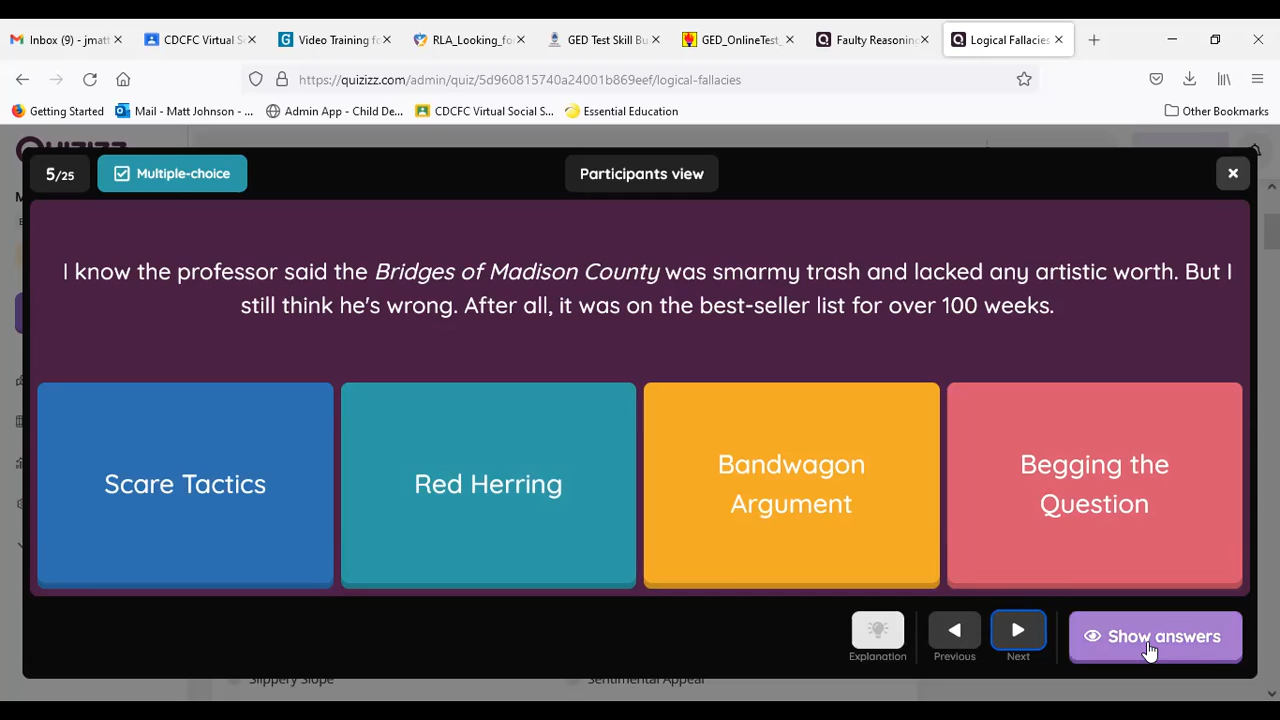 Inbox (9) - jmatt
CDCFC Virtual S
Video Training fo
RLA_Looking_fo
GED Test Skill Bu
GED_OnlineTest_
Faulty Reasoning
Logical Fallacies
https://quizizz.com/admin/quiz/5d960815740a24001b869eef/logical-fallacies
Getting Started
Mail - Matt Johnson - ...
Admin App - Child De...
CDCFC Virtual Social S...
Essential Education
Other Bookmarks
5/25
Multiple-choice
Participants view
I know the professor said the Bridges of Madison County was smarmy trash and lacked any artistic worth. But I
still think he's wrong. After all, it was on the best-seller list for over 100 weeks.
Scare Tactics
Red Herring
Bandwagon
Argument
Begging the
Question
Explanation
Previous
Next
Show answers
Slippery Slope
Sentimental Appeal